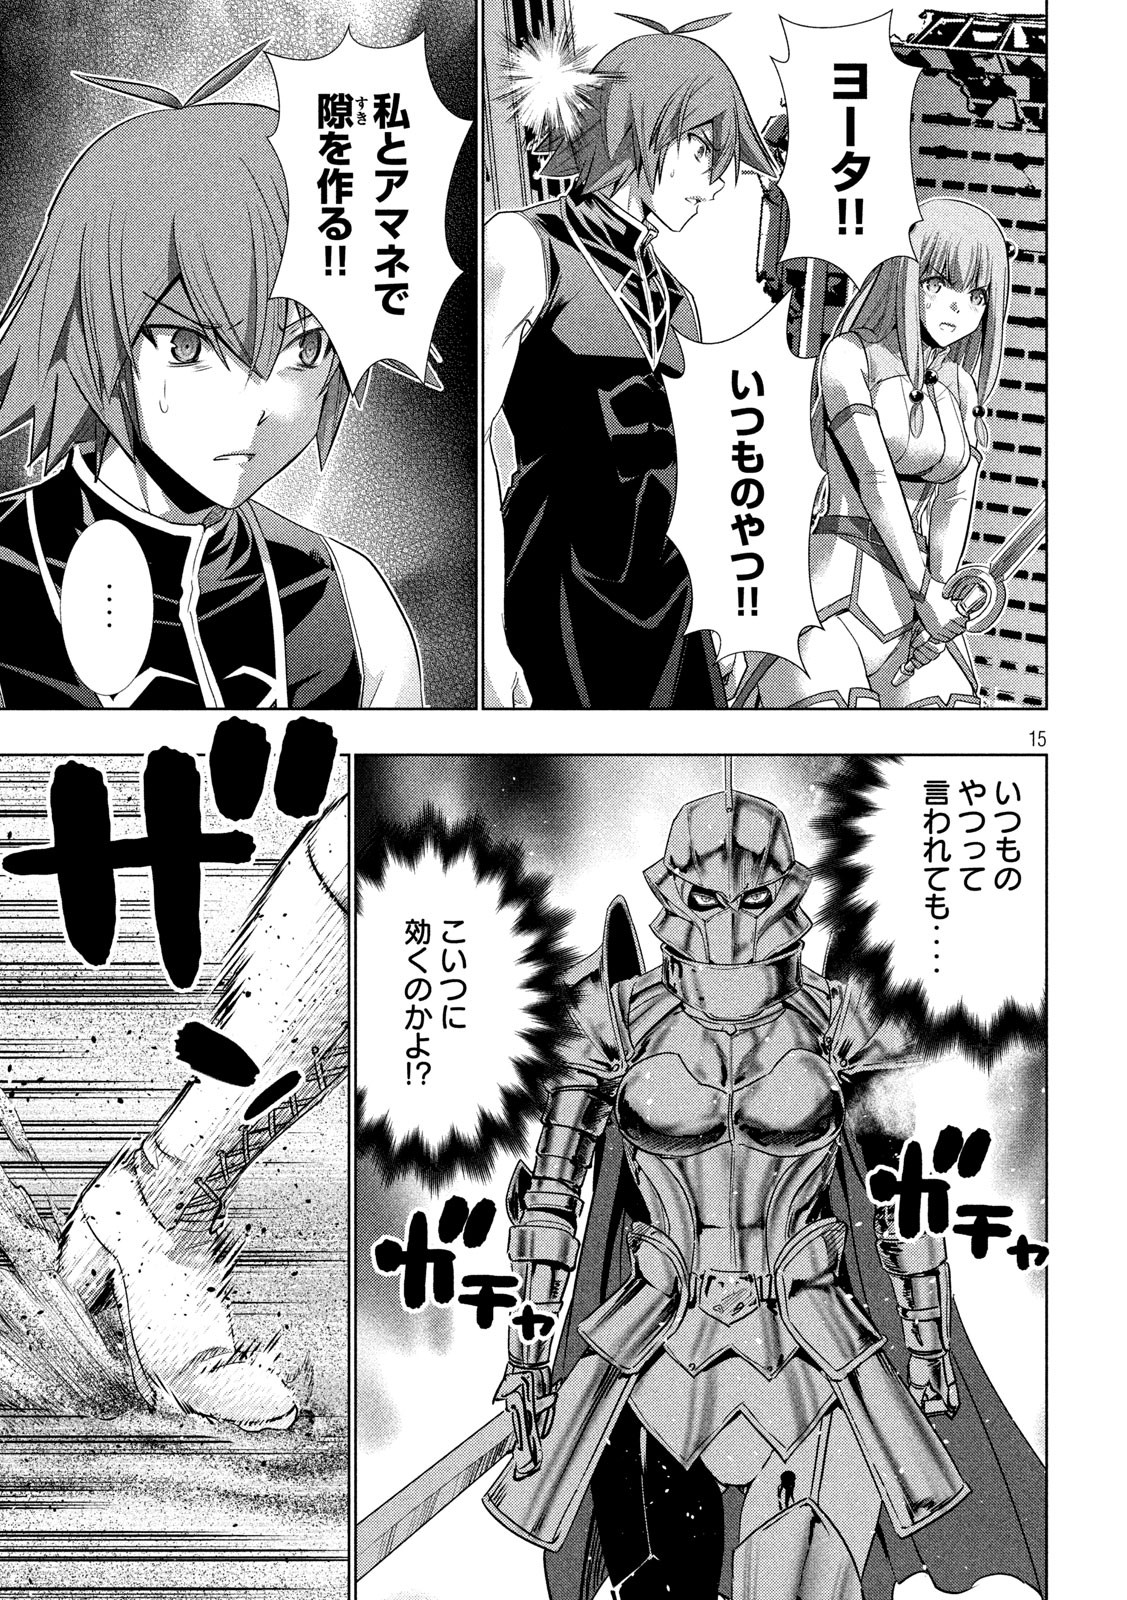 ヨータ!!
いつものやつ!!
私とアマネで
隙を作る!!
すき
‥‥
15
いつもの
やつって
言われても‥‥
こいつに
効くのかよ!?
ガチャ
ガチャ
ザッ